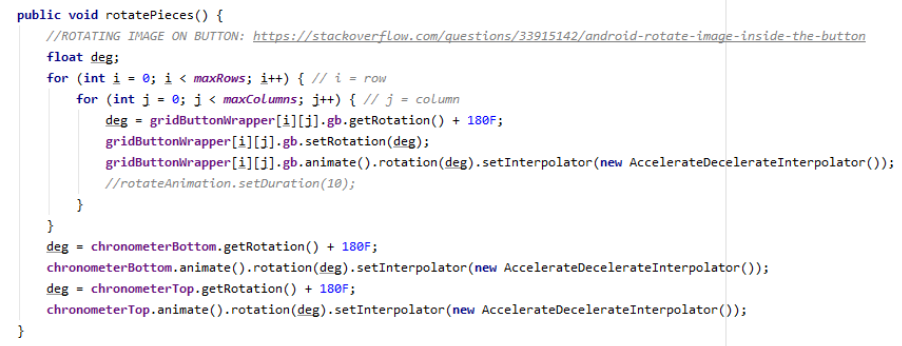 public void rotatePieces() {
//ROTATING IMAGE ON BUTTON: https://stackoverflow.com/questions/33915142/android-rotate-image-inside-the-button
float deg;
for (int i = 0; i < maxRows; i++) { // i = row
for (int j = 0; j < maxColumns; j++) { // j = column
deg = gridButtonWrapper[i][j].gb.getRotation() + 180F;
gridButtonWrapper[i][j].gb.setRotation(deg);
gridButtonWrapper[i][j].gb.animate().rotation(deg).setInterpolator(new AccelerateDecelerateInterpolator());
//rotateAnimation.setDuration(10);
}
}
deg = chronometerBottom.getRotation() + 180F;
chronometerBottom.animate().rotation(deg).setInterpolator(new AccelerateDecelerateInterpolator());
deg = chronometerTop.getRotation() + 180F;
chronometerTop.animate().rotation(deg).setInterpolator(new AccelerateDecelerateInterpolator());
}